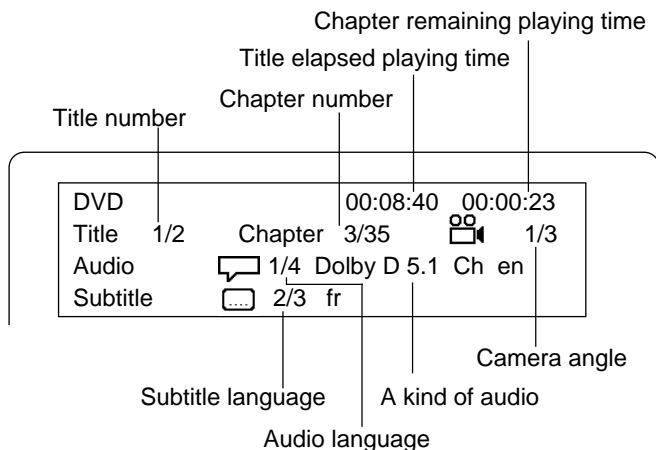 Chapter remaining playing time
Title elapsed playing time
Chapter number
Title number
DVD 00:08:40 00:00:23
Title 1/2 Chapter 3/35 1/3
Audio 1/4 Dolby D 5.1 Ch en
Subtitle .... 2/3 fr
Camera angle
Subtitle language A kind of audio
Audio language